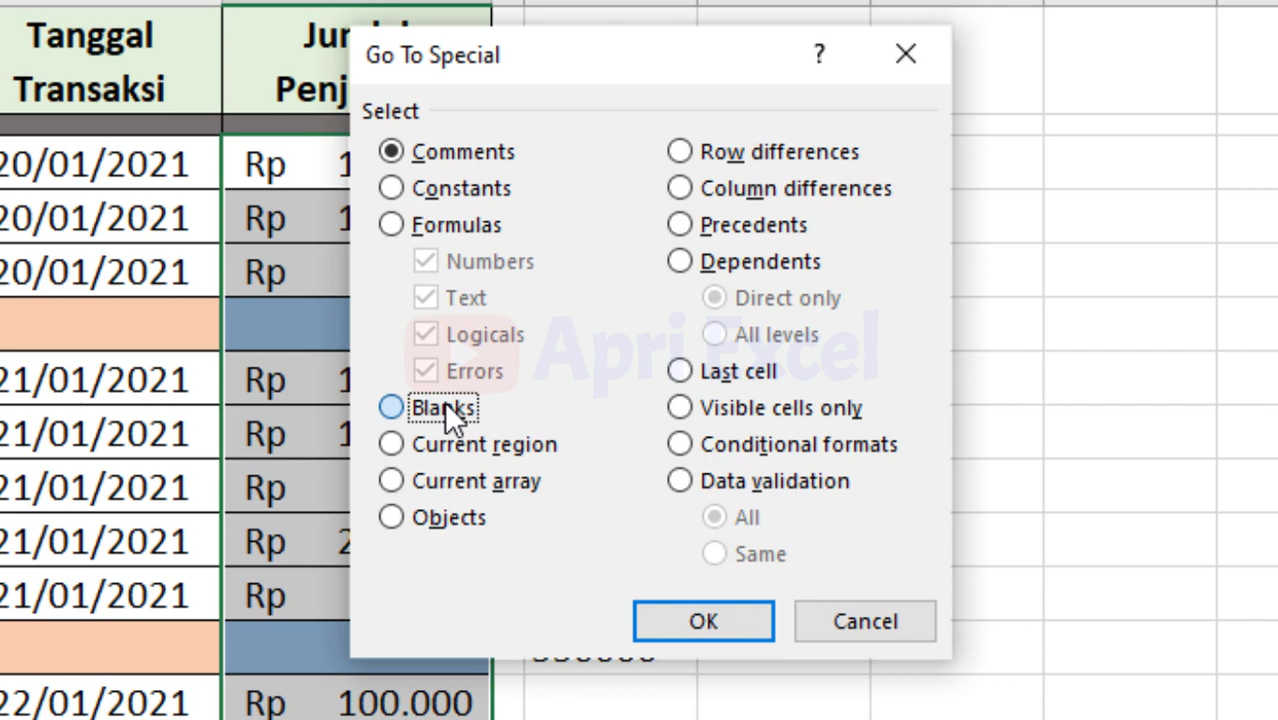 Tanggal
Transaksi
Go To Special
Select
Comments
Constants
Formulas
Numbers
Text
Logicals
Errors
Blanks
Current region
Current array
Objects
Row differences
Column differences
Precedents
Dependents
Direct only
All levels
Last cell
Visible cells only
Conditional formats
Data validation
All
Same
OK
Cancel
Apri Excel
20/01/2021 Rp
20/01/2021 Rp
20/01/2021 Rp
21/01/2021 Rp
21/01/2021 Rp
21/01/2021 Rp
21/01/2021 Rp
21/01/2021 Rp
22/01/2021 Rp 100.000